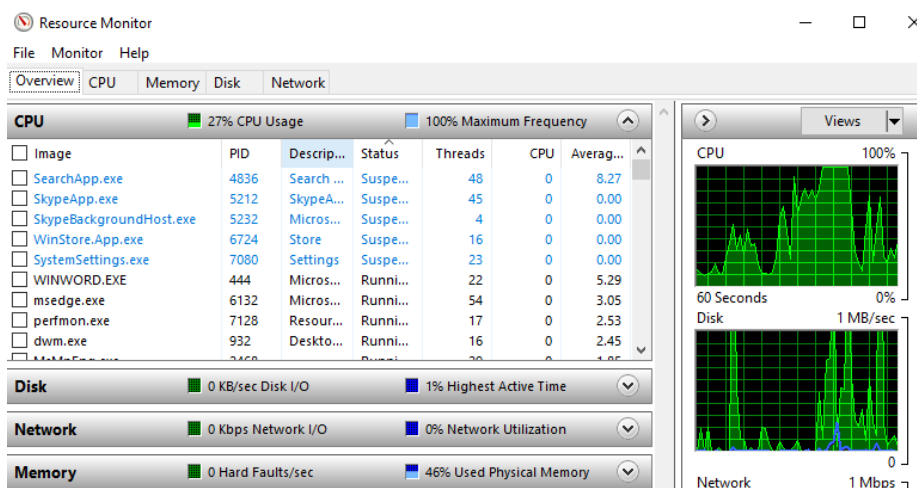 Resource Monitor
File Monitor Help
Overview CPU Memory Disk Network
CPU 27% CPU Usage 100% Maximum Frequency
Image PID Descrip... Status Threads CPU Averag...
SearchApp.exe 4836 Search ... Suspe... 48 0 8.27
SkypeApp.exe 5212 SkypeA... Suspe... 45 0 0.00
SkypeBackgroundHost.exe 5232 Micros... Suspe... 4 0 0.00
WinStore.App.exe 6724 Store Suspe... 16 0 0.00
SystemSettings.exe 7080 Settings Suspe... 23 0 0.00
WINWORD.EXE 444 Micros... Runni... 22 0 5.29
msedge.exe 6132 Micros... Runni... 54 0 3.05
perfmon.exe 7128 Resour... Runni... 17 0 2.53
dwm.exe 932 Deskto... Runni... 16 0 2.45
Disk 0 KB/sec Disk I/O 1% Highest Active Time
Network 0 Kbps Network I/O 0% Network Utilization
Memory 0 Hard Faults/sec 46% Used Physical Memory
Views
CPU 100%
60 Seconds 0%
Disk 1 MB/sec
0
Network 1 Mbps